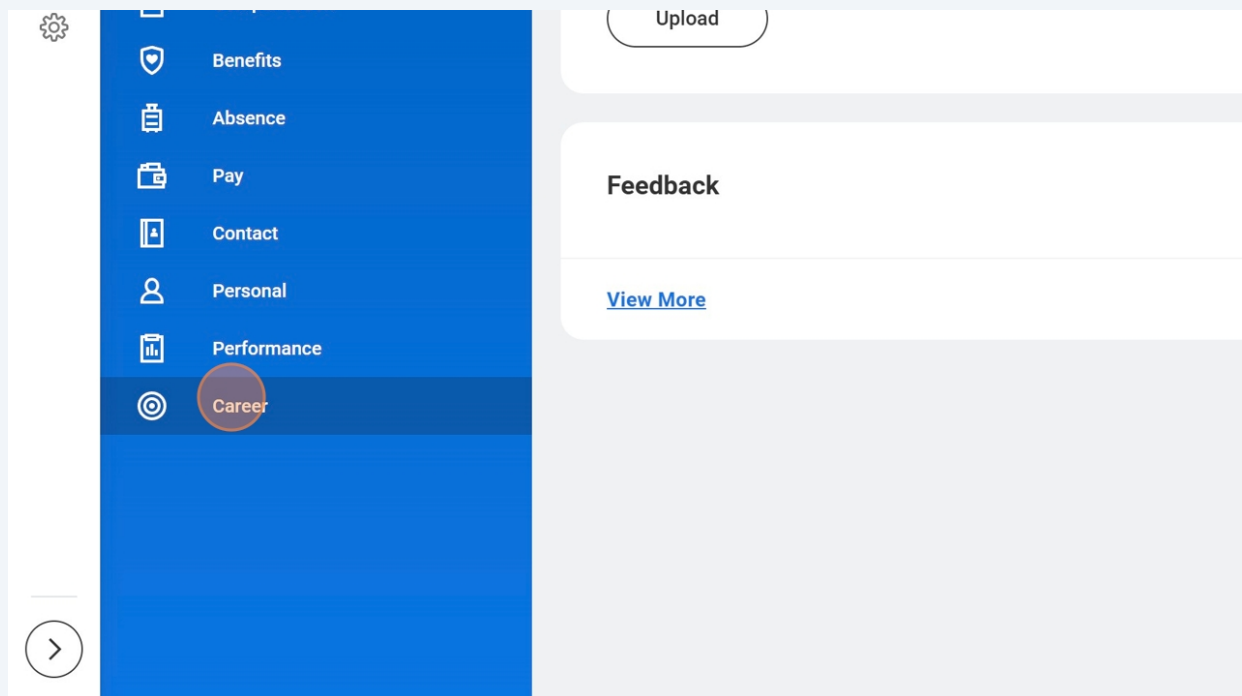 Upload
Benefits
Absence
Pay
Contact
Personal
Performance
Career
Feedback
View More